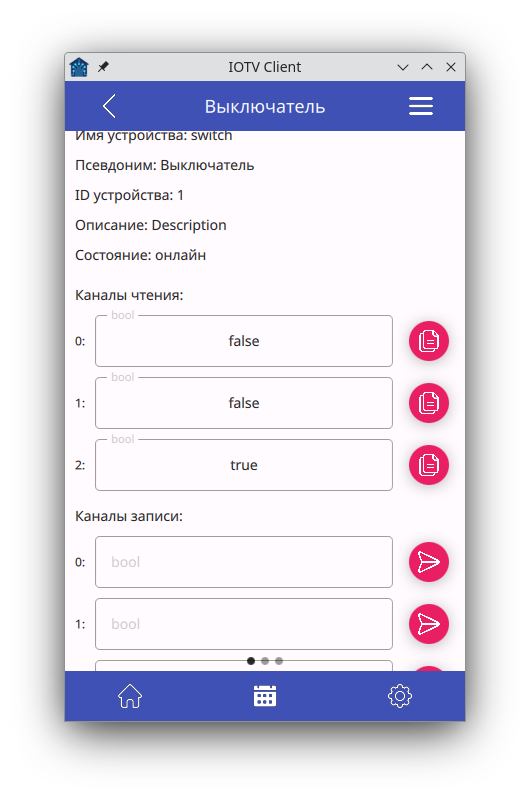 IOTV Client
Выключатель
Имя устройства: switch
Псевдоним: Выключатель
ID устройства: 1
Описание: Description
Состояние: онлайн
Каналы чтения:
bool
0: false
bool
1: false
bool
2: true
Каналы записи:
0: bool
1: bool